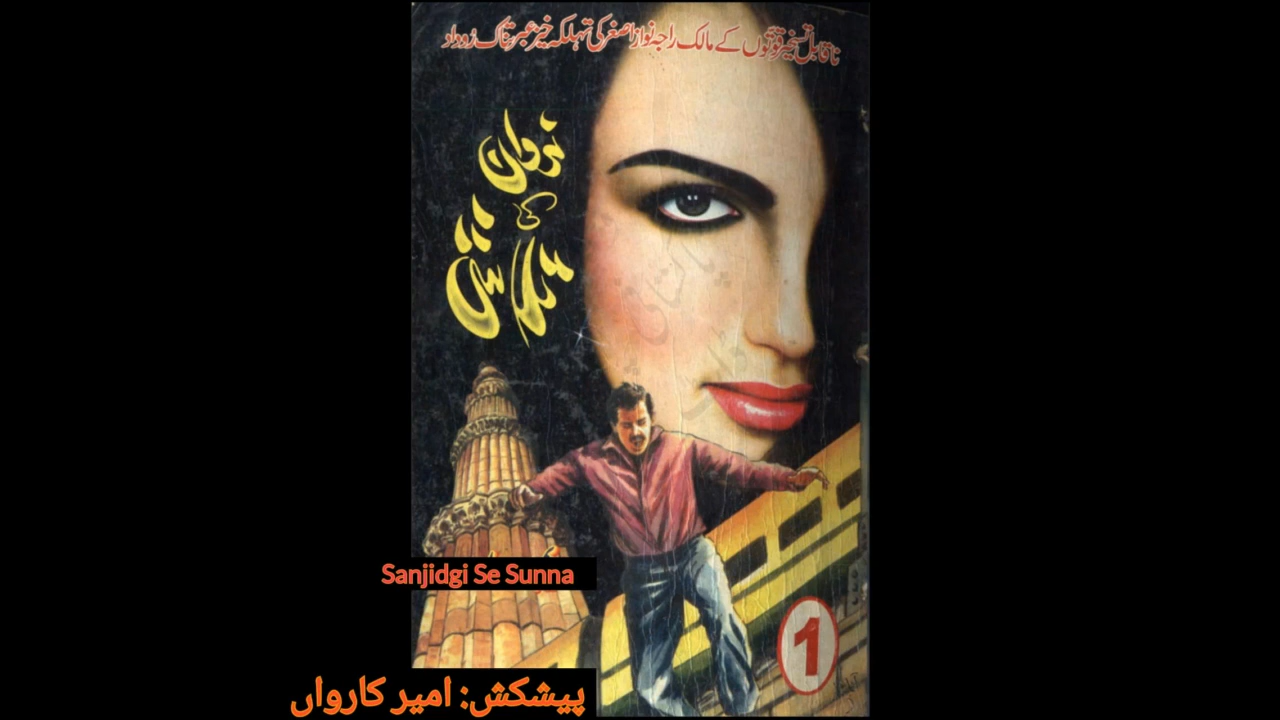 ناقابل تسخیر قوتوں کے مالک راجہ نواز اصغر کی تہلکہ خیز عبرتناک روداد
نروان
کی
تلاش
Sanjidgi Se Sunna
1
پیشکش: امیر کارواں